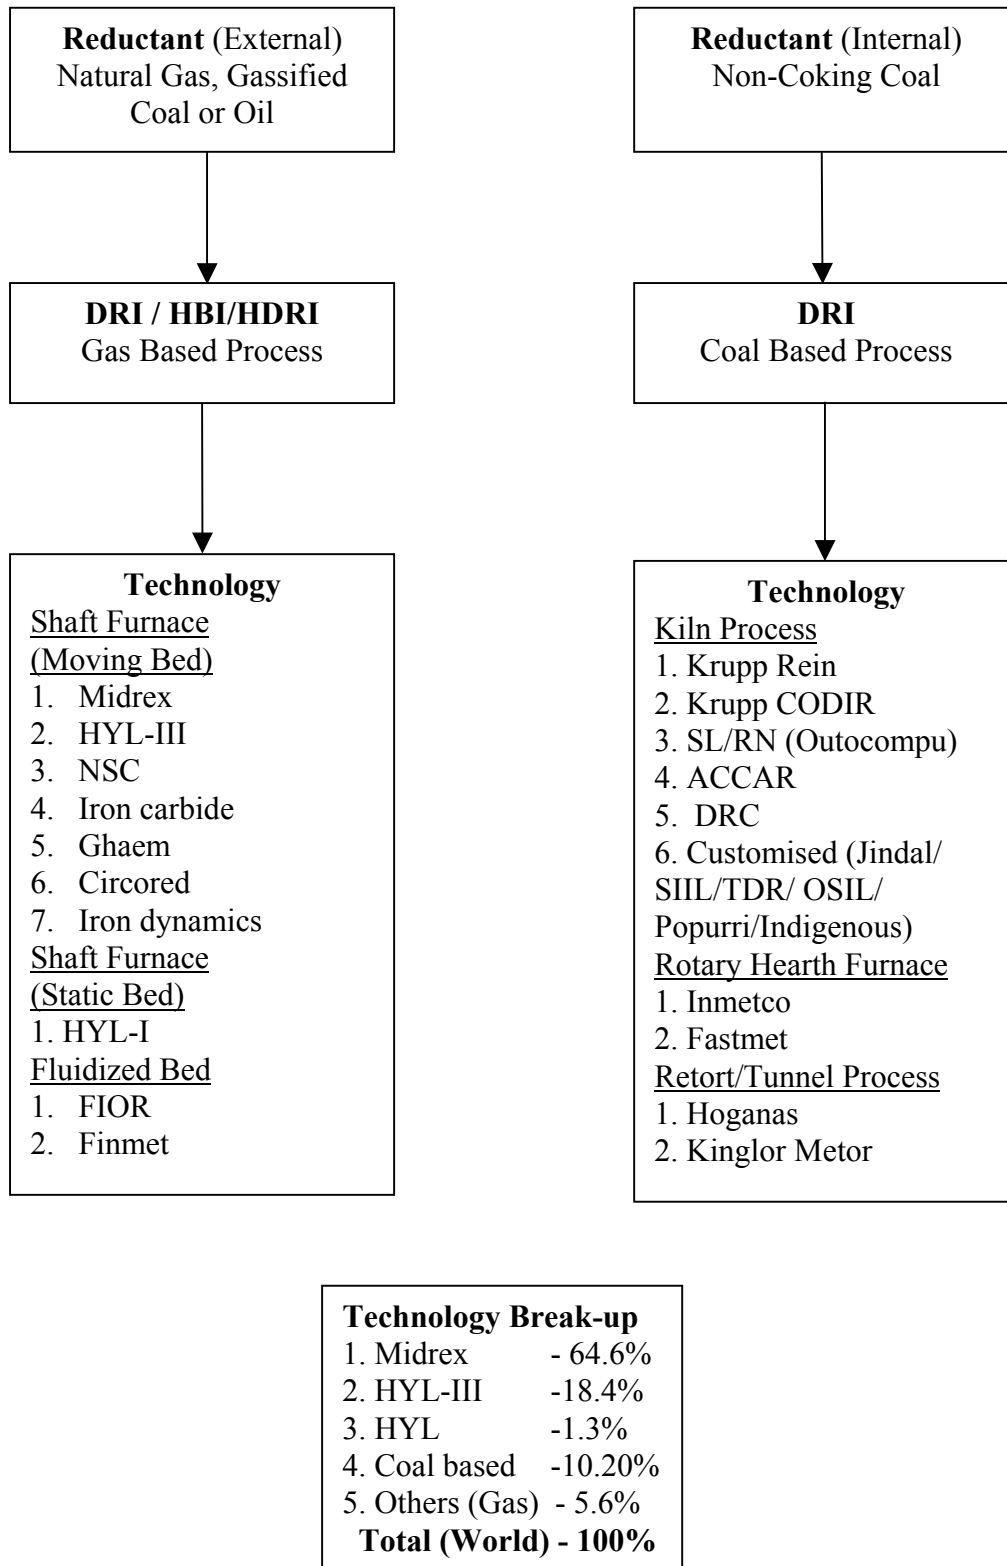 Reductant (External)
Natural Gas, Gassified
Coal or Oil
Reductant (Internal)
Non-Coking Coal
DRI / HBI/HDRI
Gas Based Process
DRI
Coal Based Process
Technology
Shaft Furnace
(Moving Bed)
1. Midrex
2. HYL-III
3. NSC
4. Iron carbide
5. Ghaem
6. Circored
7. Iron dynamics
Shaft Furnace
(Static Bed)
1. HYL-I
Fluidized Bed
1. FIOR
2. Finmet
Technology
Kiln Process
1. Krupp Rein
2. Krupp CODIR
3. SL/RN (Outocompu)
4. ACCAR
5. DRC
6. Customised (Jindal/
SIIL/TDR/ OSIL/
Popurri/Indigenous)
Rotary Hearth Furnace
1. Inmetco
2. Fastmet
Retort/Tunnel Process
1. Hoganas
2. Kinglor Metor
Technology Break-up
1. Midrex - 64.6%
2. HYL-III -18.4%
3. HYL -1.3%
4. Coal based -10.20%
5. Others (Gas) - 5.6%
Total (World) - 100%